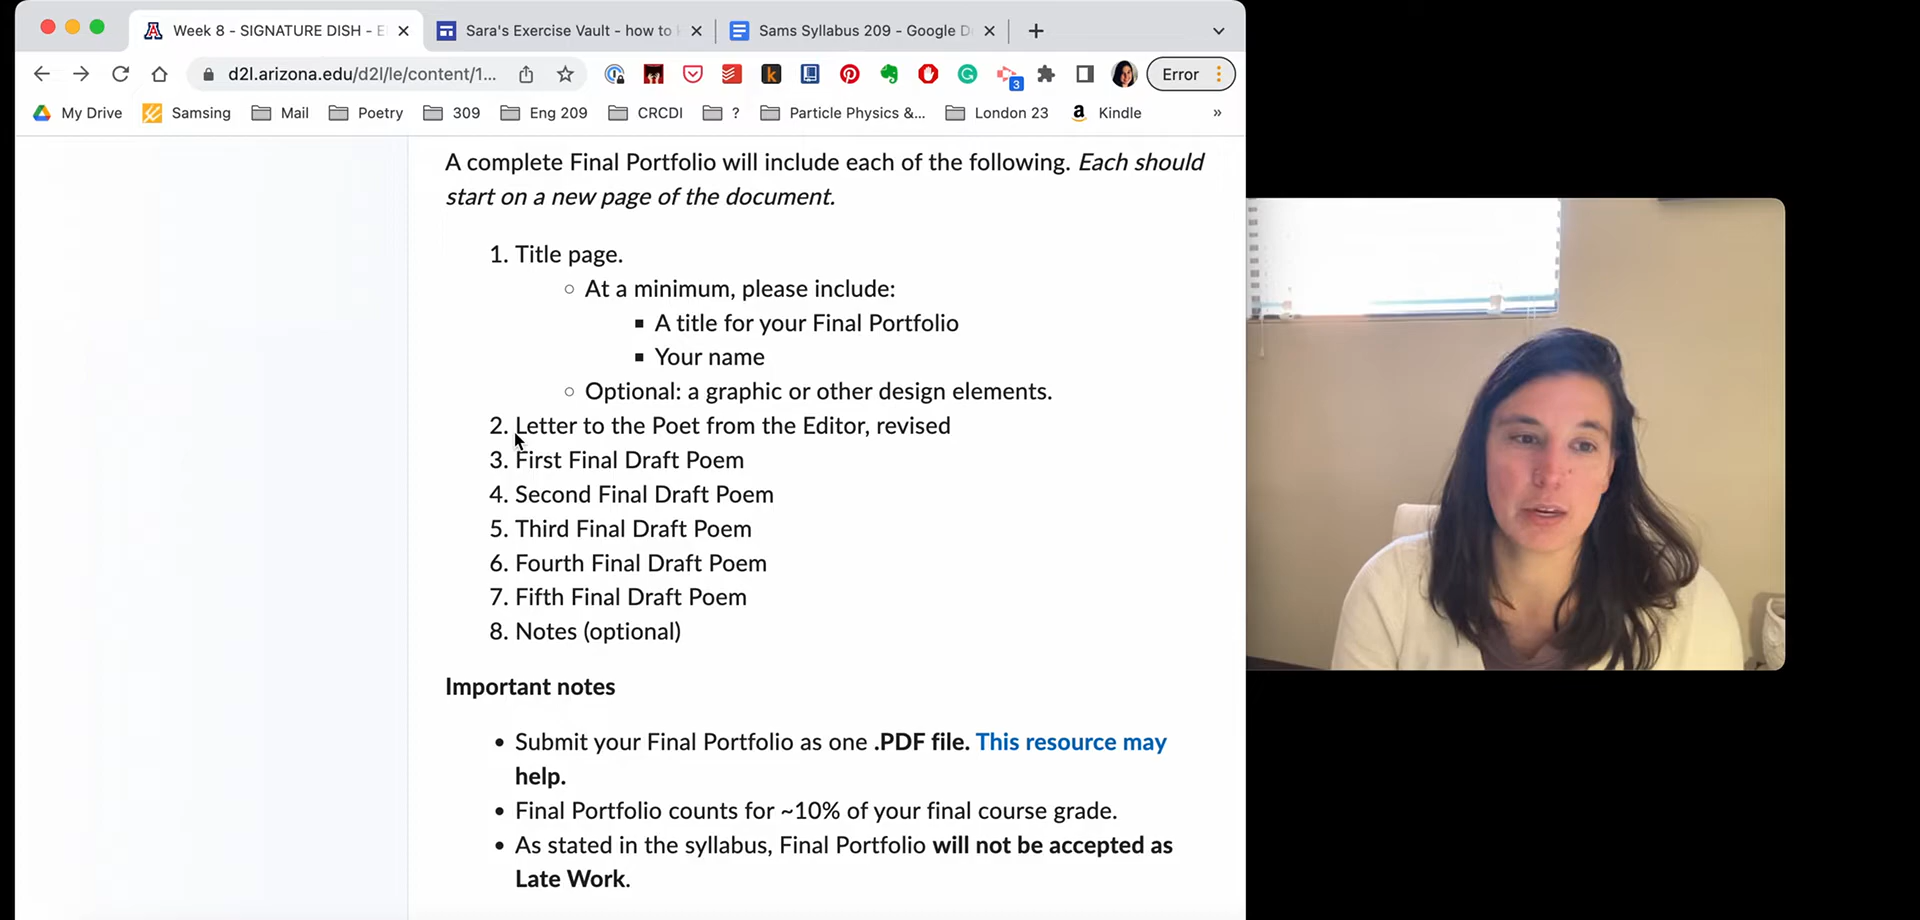 Week 8 - SIGNATURE DISH - E
Sara's Exercise Vault - how to
Sams Syllabus 209 - Google D
d2l.arizona.edu/d2l/le/content/1...
3
Error
My Drive
Samsing
Mail
Poetry
309
Eng 209
CRCDI
?
Particle Physics &...
London 23
Kindle
»
A complete Final Portfolio will include each of the following. Each should
start on a new page of the document.
1. Title page.
At a minimum, please include:
A title for your Final Portfolio
Your name
Optional: a graphic or other design elements.
2. Letter to the Poet from the Editor, revised
3. First Final Draft Poem
4. Second Final Draft Poem
5. Third Final Draft Poem
6. Fourth Final Draft Poem
7. Fifth Final Draft Poem
8. Notes (optional)
Important notes
Submit your Final Portfolio as one .PDF file. This resource may
help.
Final Portfolio counts for ~10% of your final course grade.
As stated in the syllabus, Final Portfolio will not be accepted as
Late Work.